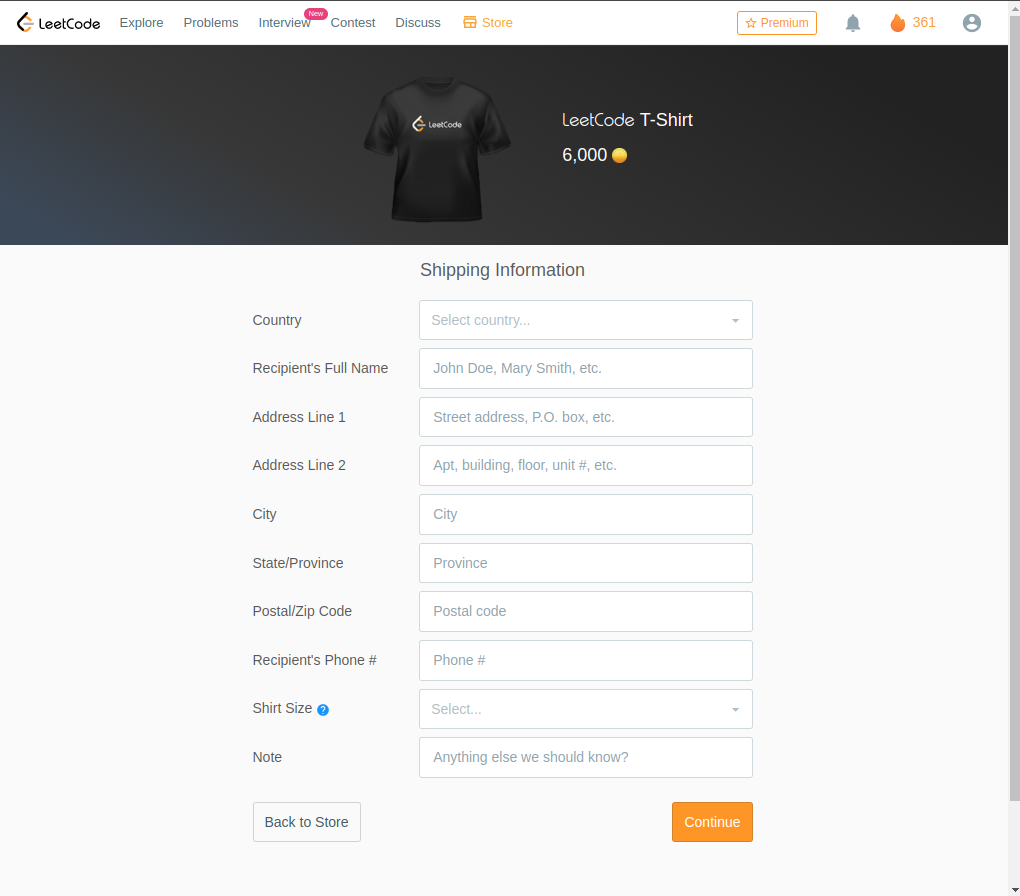 LeetCode Explore Problems Interview New Contest Discuss Store Premium 361
LeetCode
LeetCode T-Shirt
6,000
Shipping Information
Country Select country...
Recipient's Full Name John Doe, Mary Smith, etc.
Address Line 1 Street address, P.O. box, etc.
Address Line 2 Apt, building, floor, unit #, etc.
City City
State/Province Province
Postal/Zip Code Postal code
Recipient's Phone # Phone #
Shirt Size ? Select...
Note Anything else we should know?
Back to Store Continue